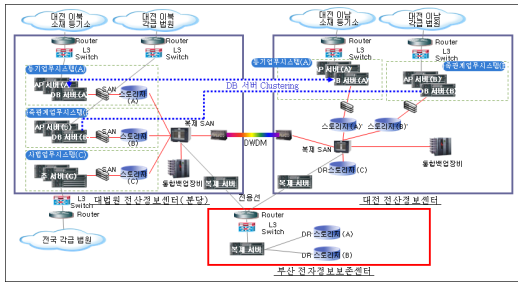 대전 이북
소재 등기소
대전 이북
각급 법원
대전 이남
소재 등기소
대전 이남
각급 법원
Router
L3
Switch
Router
L3
Switch
Router
L3
Switch
Router
L3
Switch
등기업무시스템(A)
AP 서버(A)
DB 서버(A)
SAN
스토리지
(A)
등기업무시스템(A)'
AP 서버(A)'
DB 서버(A)'
AP 서버(B)'
DB 서버(B)'
DB 서버 Clustering
AP 서버(B)
DB 서버(B)
SAN
스토리지
(B)
스토리지(A)'
스토리지(B)'
복제 SAN
DWDM
복제 SAN
사법업무시스템(C)
서버(C)
스토리지
(C)
통합백업장비
복제 서버
복제 서버
DR스토리지(C)
통합백업장비
L3
Switch
Router
대법원 전산정보센터(분당)
전용선
대전 전산정보센터
전국 각급 법원
Router
L3
Switch
복제 서버
DR 스토리지 (A)
DR 스토리지 (B)
부산 전자정보보존센터